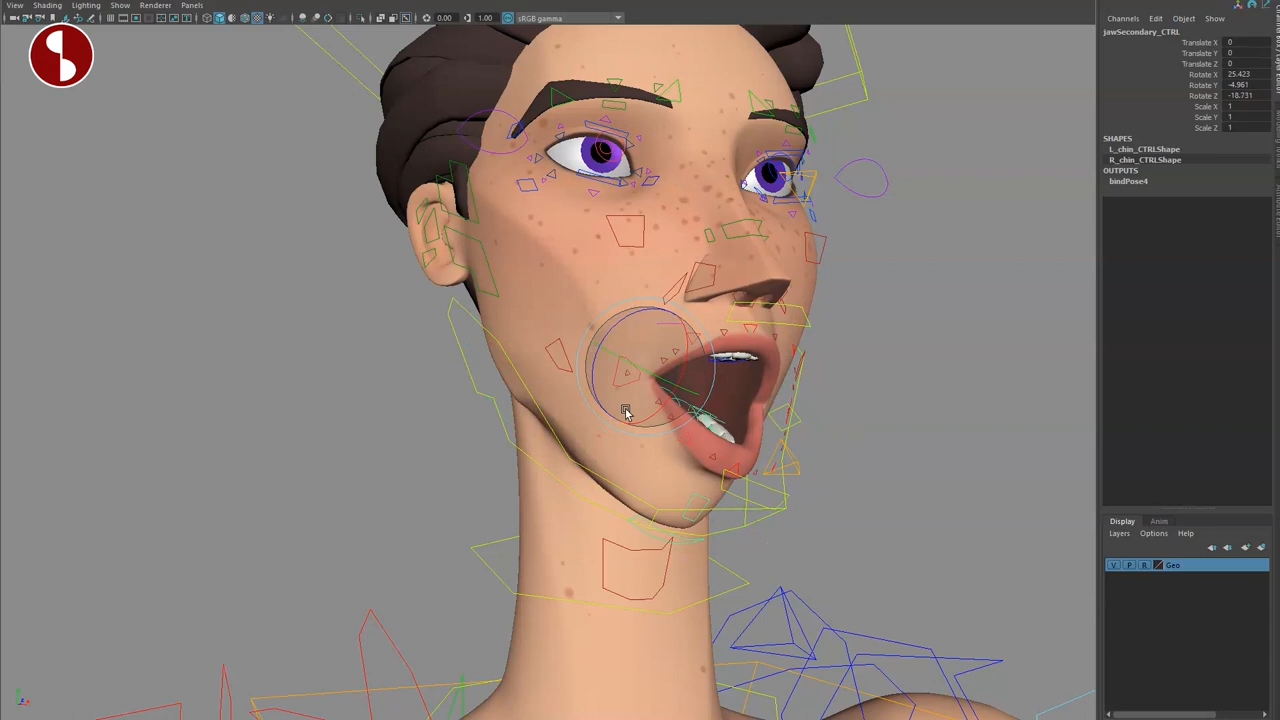 View Shading Lighting Show Renderer Panels
0.00 1.00 sRGB gamma
Channels Edit Object Show
jawSecondary_CTRL
Translate X 0
Translate Y 0
Translate Z 0
Rotate X 25.423
Rotate Y -4.961
Rotate Z -18.731
Scale X 1
Scale Y 1
Scale Z 1
SHAPES
L_chin_CTRLShape
R_chin_CTRLShape
OUTPUTS
bindPose4
Display Anim
Layers Options Help
V P R Geo